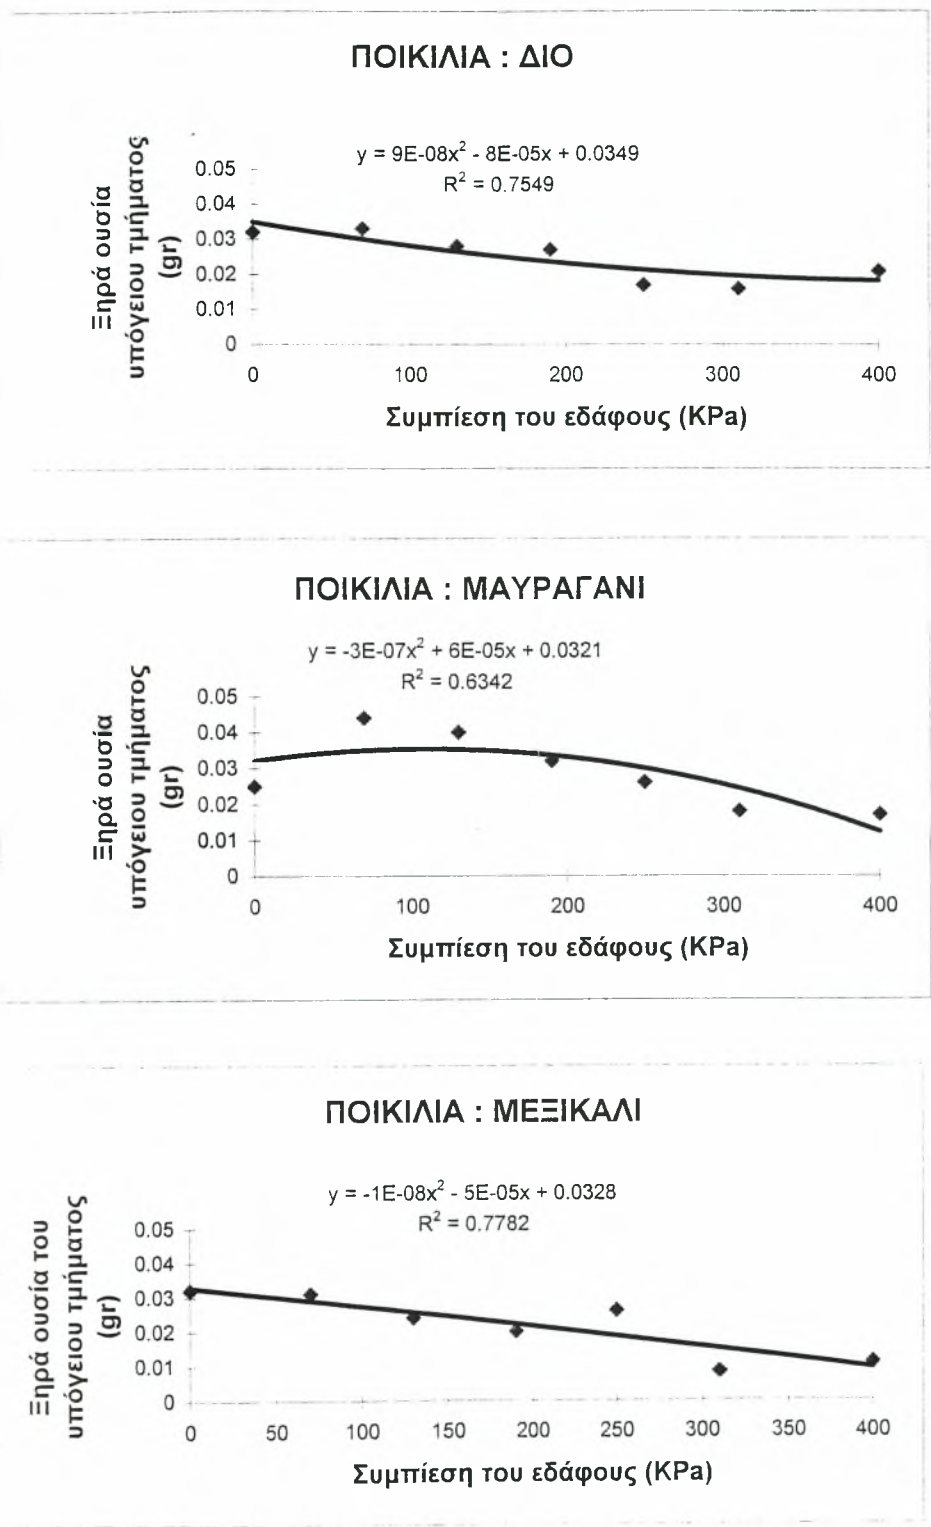 ΠΟΙΚΙΛΙΑ : ΔΙΟ
y = 9E-08x² - 8E-05x + 0.0349
R² = 0.7549
Ξηρά ουσία
υπόγειου τμήματος
(gr)
0.05
0.04
0.03
0.02
0.01
0
0 100 200 300 400
Συμπίεση του εδάφους (KPa)
ΠΟΙΚΙΛΙΑ : ΜΑΥΡΑΓΑΝΙ
y = -3E-07x² + 6E-05x + 0.0321
R² = 0.6342
Ξηρά ουσία
υπόγειου τμήματος
(gr)
0.05
0.04
0.03
0.02
0.01
0
0 100 200 300 400
Συμπίεση του εδάφους (KPa)
ΠΟΙΚΙΛΙΑ : ΜΕΞΙΚΑΛΙ
y = -1E-08x² - 5E-05x + 0.0328
R² = 0.7782
Ξηρά ουσία του
υπόγειου τμήματος
(gr)
0.05
0.04
0.03
0.02
0.01
0
0 50 100 150 200 250 300 350 400
Συμπίεση του εδάφους (KPa)